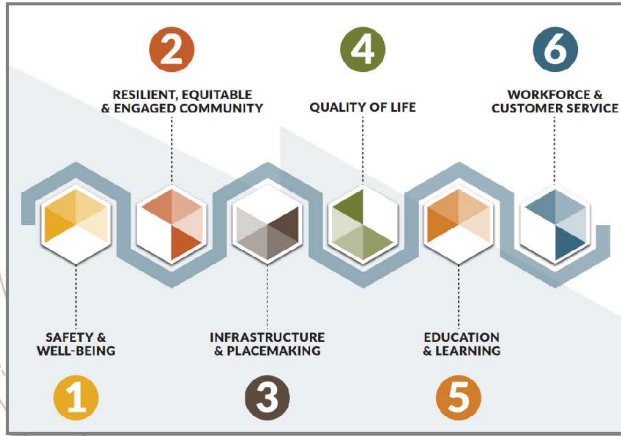 2
RESILIENT, EQUITABLE
& ENGAGED COMMUNITY
4
QUALITY OF LIFE
6
WORKFORCE &
CUSTOMER SERVICE
SAFETY &
WELL-BEING
1
INFRASTRUCTURE
& PLACEMAKING
3
EDUCATION
& LEARNING
5